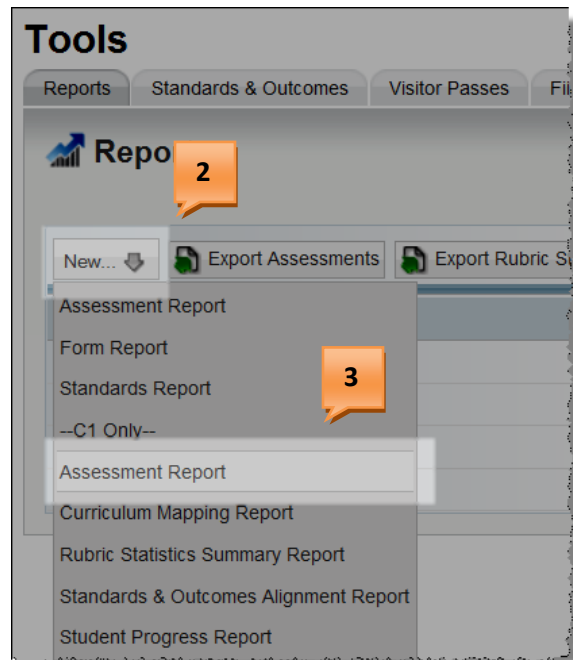 Tools
Reports Standards & Outcomes Visitor Passes
Repo
2
New... Export Assessments Export Rubric
Assessment Report
Form Report
3
Standards Report
--C1 Only--
Assessment Report
Curriculum Mapping Report
Rubric Statistics Summary Report
Standards & Outcomes Alignment Report
Student Progress Report